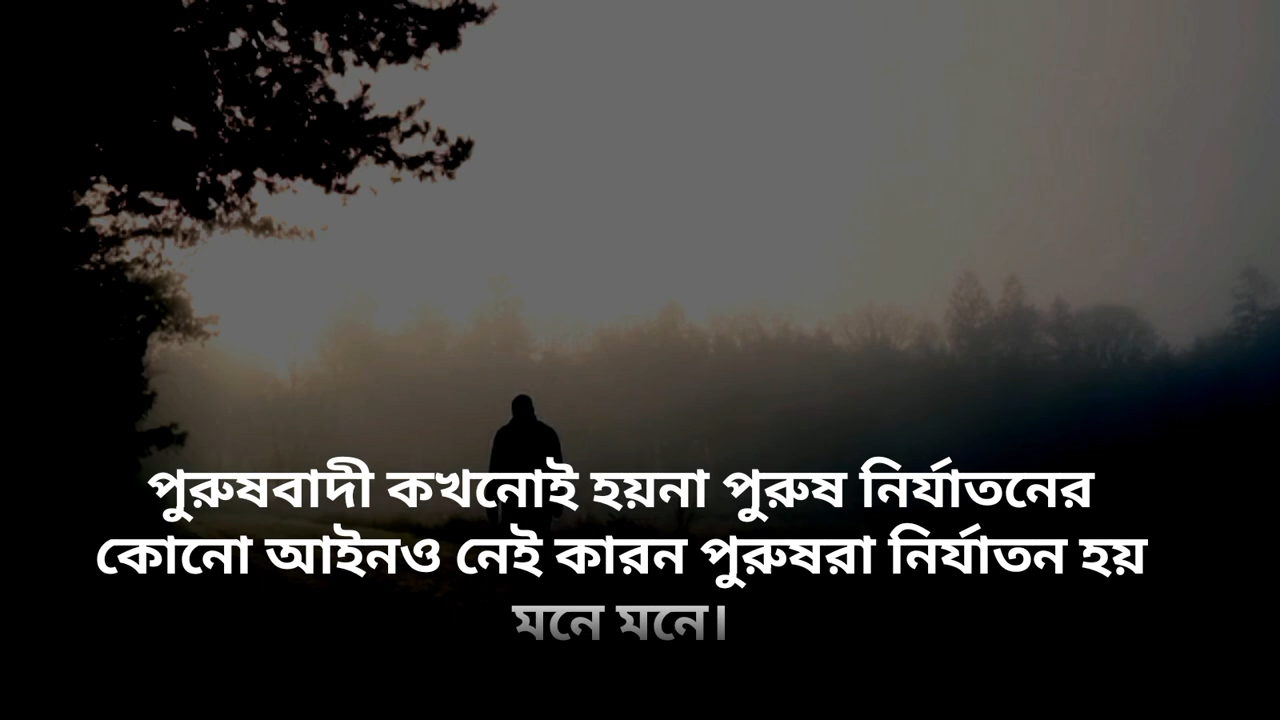 পুরুষবাদী কখনোই হয়না পুরুষ নির্যাতনের
কোনো আইনও নেই কারন পুরুষরা নির্যাতন হয়
মনে মনে।